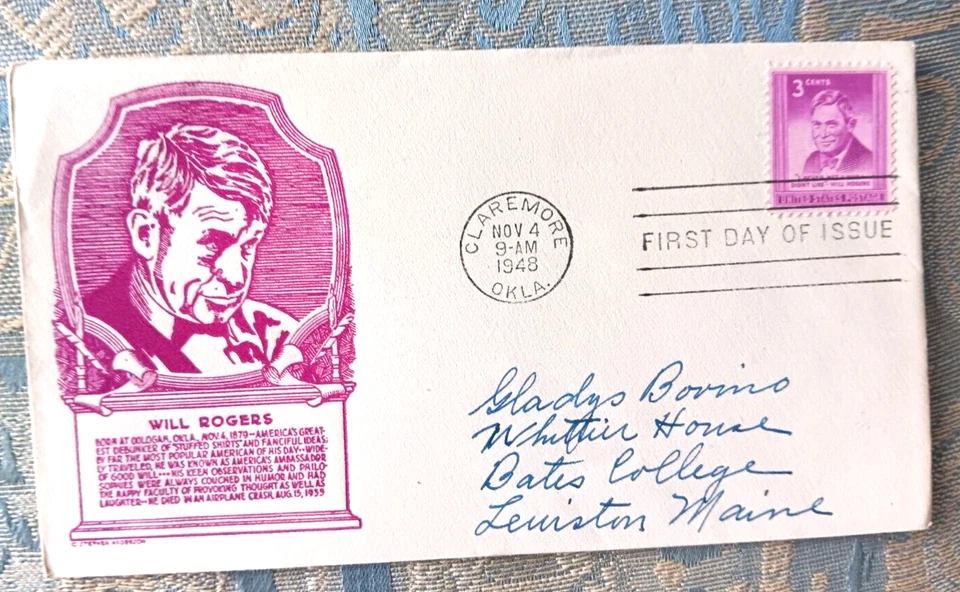 3 CENTS
DIDN'T LIKE - WILL ROGERS
UNITED STATES POSTAGE
CLAREMORE
NOV 4
9-AM
1948
OKLA.
FIRST DAY OF ISSUE
Gladys Bovino
Whittier House
Bates College
Lewiston Maine
WILL ROGERS
BORN AT OOLOGAH, OKLA., NOV. 4, 1879--AMERICA'S GREAT-
EST DEBUNKER OF "STUFFED SHIRTS" AND FANCIFUL IDEAS;
BY FAR THE MOST POPULAR AMERICAN OF HIS DAY--WIDE-
LY TRAVELED, HE WAS KNOWN AS AMERICA'S AMBASSADOR
OF GOOD WILL---HIS KEEN OBSERVATIONS AND PHILO-
SOPHIES WERE ALWAYS COUCHED IN HUMOR AND HAD
THE HAPPY FACULTY OF PROVOKING THOUGHT AS WELL AS
LAUGHTER--HE DIED IN AN AIRPLANE CRASH, AUG. 15, 1935
C. STEPHEN ANDERSON